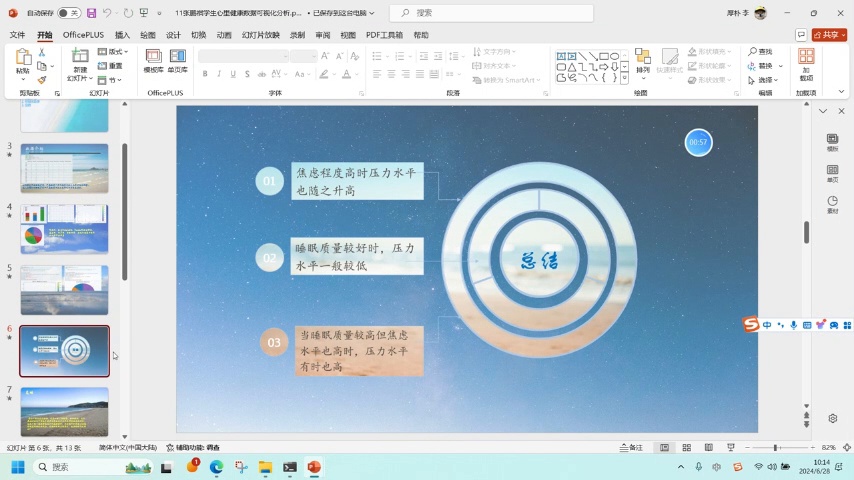 自动保存 关 11张鹏祺学生心里健康数据可视化分析.p... • 已保存到这台电脑 搜索 厚朴 李
文件 开始 OfficePLUS 插入 绘图 设计 切换 动画 幻灯片放映 录制 审阅 视图 PDF工具箱 帮助 共享
粘贴 新建 幻灯片 版式 重置 节 模板库 单页库 文字方向 对齐文本 转换为 SmartArt 排列 快速样式 形状填充 形状轮廓 形状效果 查找 替换 选择 加载项
剪贴板 幻灯片 OfficePLUS 字体 段落 绘图 编辑 加载项
3
4
5
6
7
00:57
01 焦虑程度高时压力水平
也随之升高
02 睡眠质量较好时，压力
水平一般较低
03 当睡眠质量较高但焦虑
水平也高时，压力水平
有时也高
总结
模板
单页
素材
中
幻灯片 第 6 张，共 13 张 简体中文(中国大陆) 辅助功能: 调查 备注 82%
搜索 10:14
2024/6/28